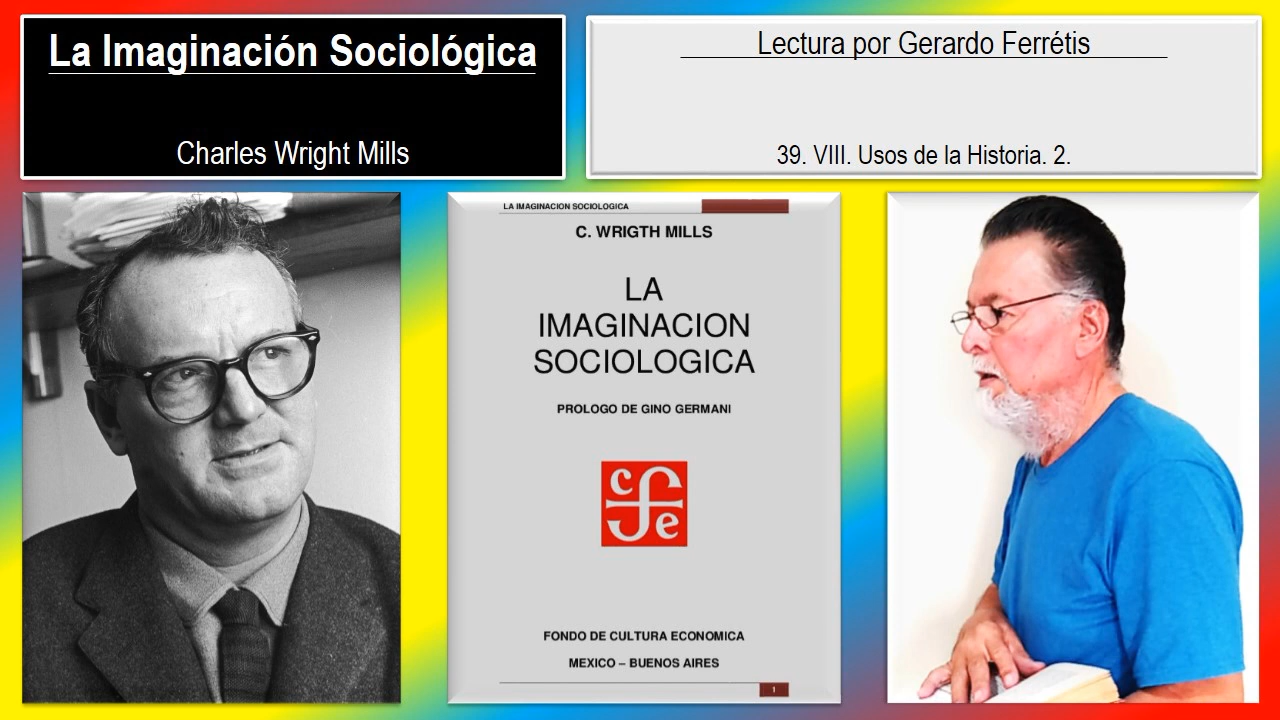 La Imaginación Sociológica
Charles Wright Mills
Lectura por Gerardo Ferrétis
39. VIII. Usos de la Historia. 2.
LA IMAGINACION SOCIOLOGICA
C. WRIGTH MILLS
LA
IMAGINACION
SOCIOLOGICA
PROLOGO DE GINO GERMANI
cfe
FONDO DE CULTURA ECONOMICA
MEXICO – BUENOS AIRES
1